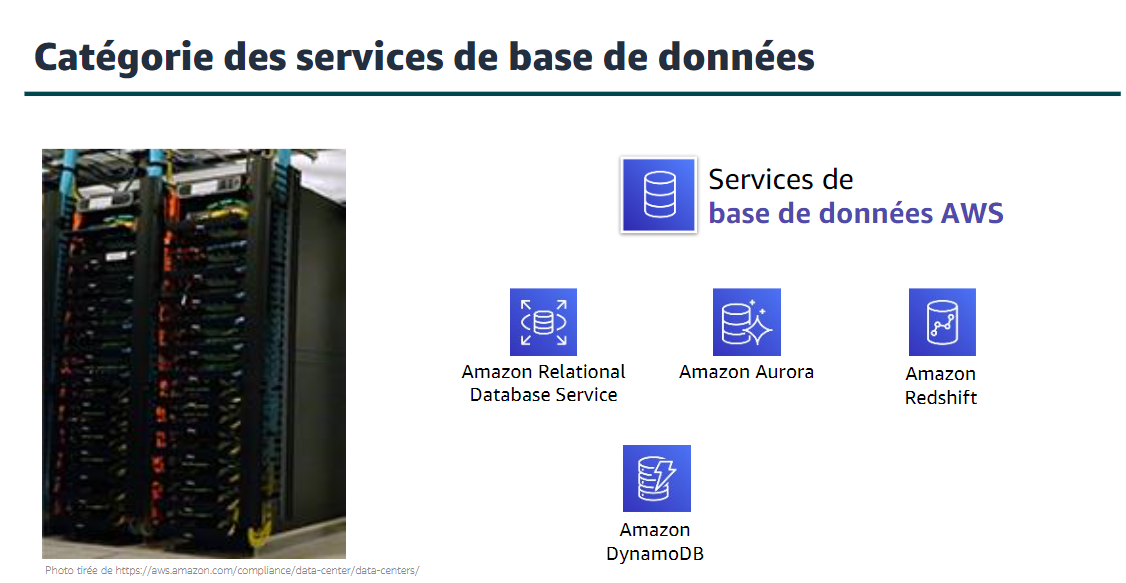 Catégorie des services de base de données
Services de
base de données AWS
Amazon Relational
Database Service
Amazon Aurora
Amazon
Redshift
Amazon
DynamoDB
Photo tirée de https://aws.amazon.com/compliance/data-center/data-centers/